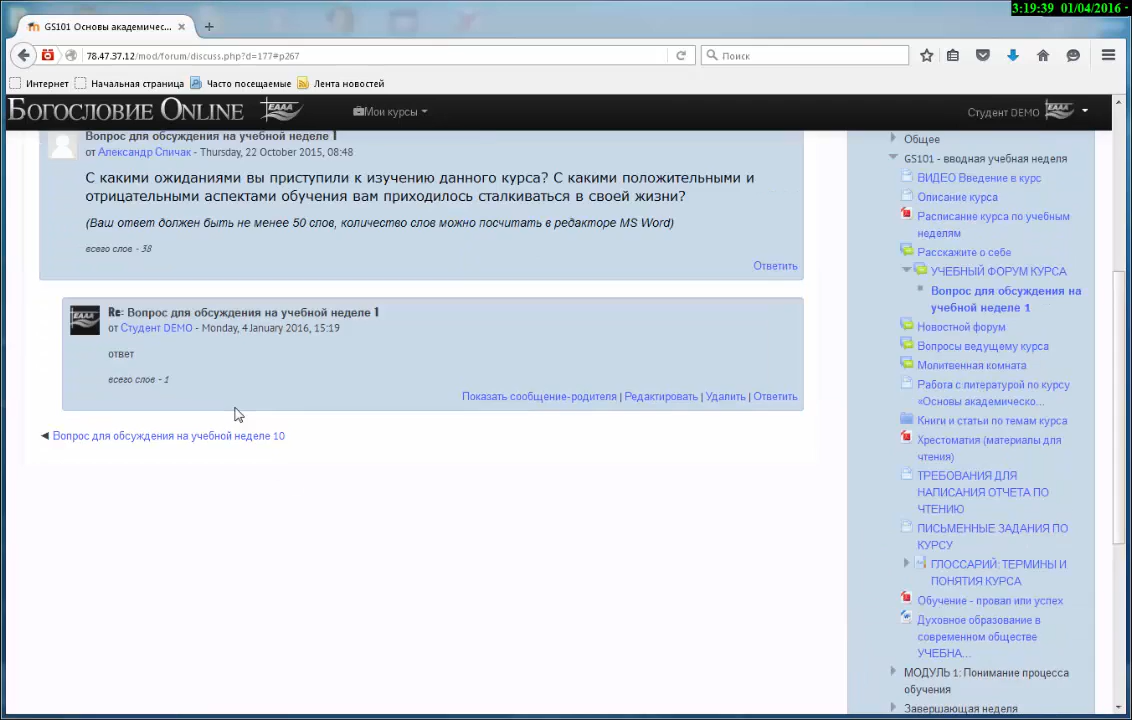 3:19:39 01/04/2016
GS101 Основы академичес...
78.47.37.12/mod/forum/discuss.php?d=177#p267
Поиск
Интернет Начальная страница Часто посещаемые Лента новостей
Богословие Online ЕААА Мои курсы Студент DEMO ЕААА
Вопрос для обсуждения на учебной неделе 1
от Александр Спичак - Thursday, 22 October 2015, 08:48
С какими ожиданиями вы приступили к изучению данного курса? С какими положительными и
отрицательными аспектами обучения вам приходилось сталкиваться в своей жизни?
(Ваш ответ должен быть не менее 50 слов, количество слов можно посчитать в редакторе MS Word)
всего слов - 38
Ответить
ЕААА
Re: Вопрос для обсуждения на учебной неделе 1
от Студент DEMO - Monday, 4 January 2016, 15:19
ответ
всего слов - 1
Показать сообщение-родителя | Редактировать | Удалить | Ответить
◄ Вопрос для обсуждения на учебной неделе 10
Общее
GS101 - вводная учебная неделя
ВИДЕО Введение в курс
Описание курса
Расписание курса по учебным
неделям
Расскажите о себе
УЧЕБНЫЙ ФОРУМ КУРСА
Вопрос для обсуждения на
учебной неделе 1
Новостной форум
Вопросы ведущему курса
Молитвенная комната
Работа с литературой по курсу
«Основы академическо...
Книги и статьи по темам курса
Хрестоматия (материалы для
чтения)
ТРЕБОВАНИЯ ДЛЯ
НАПИСАНИЯ ОТЧЕТА ПО
ЧТЕНИЮ
ПИСЬМЕННЫЕ ЗАДАНИЯ ПО
КУРСУ
ГЛОССАРИЙ: ТЕРМИНЫ И
ПОНЯТИЯ КУРСА
Обучение - провал или успех
Духовное образование в
современном обществе
УЧЕБНА...
МОДУЛЬ 1: Понимание процесса
обучения
Завершающая неделя